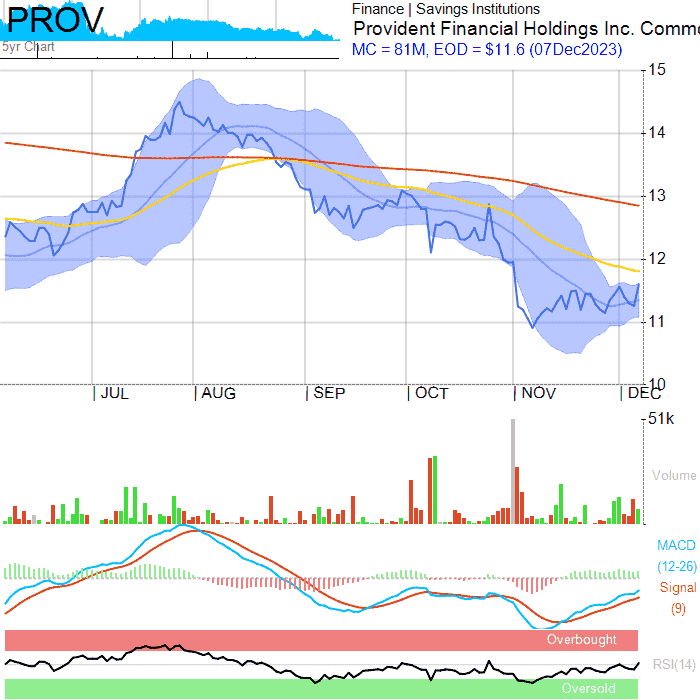 PROV
5yr Chart
Finance | Savings Institutions
Provident Financial Holdings Inc. Commo
MC = 81M, EOD = $11.6 (07Dec2023)
15
14
13
12
11
10
JUL AUG SEP OCT NOV DEC
51k
Volume
MACD
(12-26)
Signal
(9)
Overbought
RSI(14)
Oversold